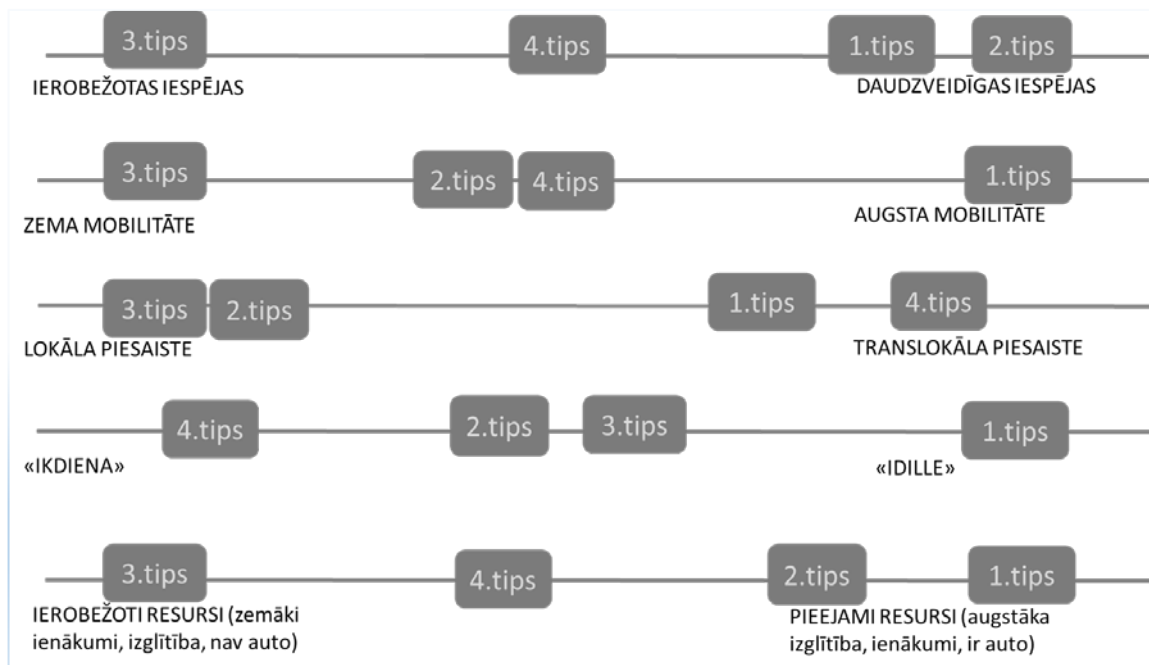 3.tips 4.tips 1.tips 2.tips
IEROBEŽOTAS IESPĒJAS DAUDZVEIDĪGAS IESPĒJAS
3.tips 2.tips 4.tips 1.tips
ZEMA MOBILITĀTE AUGSTA MOBILITĀTE
3.tips 2.tips 1.tips 4.tips
LOKĀLA PIESAISTE TRANSLOKĀLA PIESAISTE
4.tips 2.tips 3.tips 1.tips
«IKDIENA» «IDILLE»
3.tips 4.tips 2.tips 1.tips
IEROBEŽOTI RESURSI (zemāki
ienākumi, izglītība, nav auto)
PIEEJAMI RESURSI (augstāka
izglītība, ienākumi, ir auto)